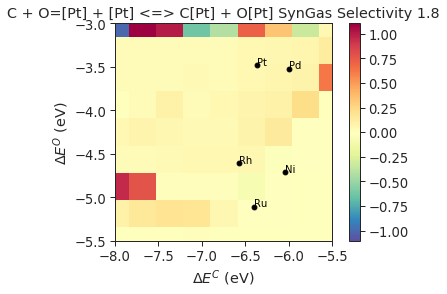 C + O=[Pt] + [Pt] <=> C[Pt] + O[Pt] SynGas Selectivity 1.8
−3.0
−3.5
−4.0
−4.5
−5.0
−5.5
ΔE^O (eV)
Pt
Pd
Rh
Ni
Ru
−8.0 −7.5 −7.0 −6.5 −6.0 −5.5
ΔE^C (eV)
1.00
0.75
0.50
0.25
0.00
−0.25
−0.50
−0.75
−1.00